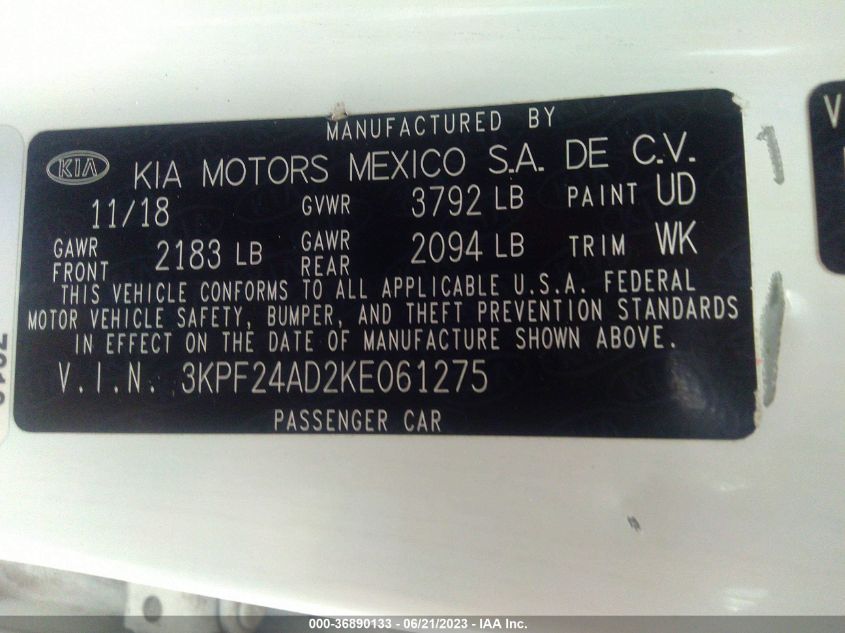 MANUFACTURED BY
KIA KIA MOTORS MEXICO S.A. DE C.V.
11/18 GVWR 3792 LB PAINT UD
GAWR FRONT 2183 LB GAWR REAR 2094 LB TRIM WK
THIS VEHICLE CONFORMS TO ALL APPLICABLE U.S.A. FEDERAL
MOTOR VEHICLE SAFETY, BUMPER, AND THEFT PREVENTION STANDARDS
IN EFFECT ON THE DATE OF MANUFACTURE SHOWN ABOVE.
V.I.N. 3KPF24AD2KE061275
PASSENGER CAR
000-36890133 - 06/21/2023 - IAA Inc.